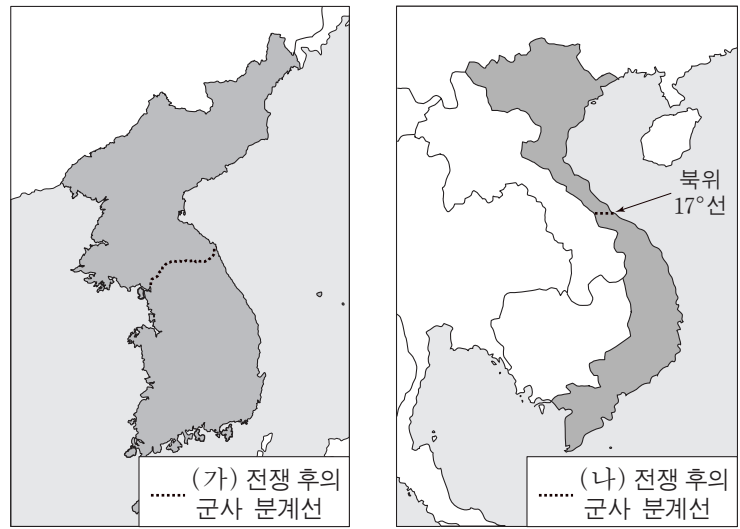 (가) 전쟁 후의
군사 분계선
북위
17°선
(나) 전쟁 후의
군사 분계선